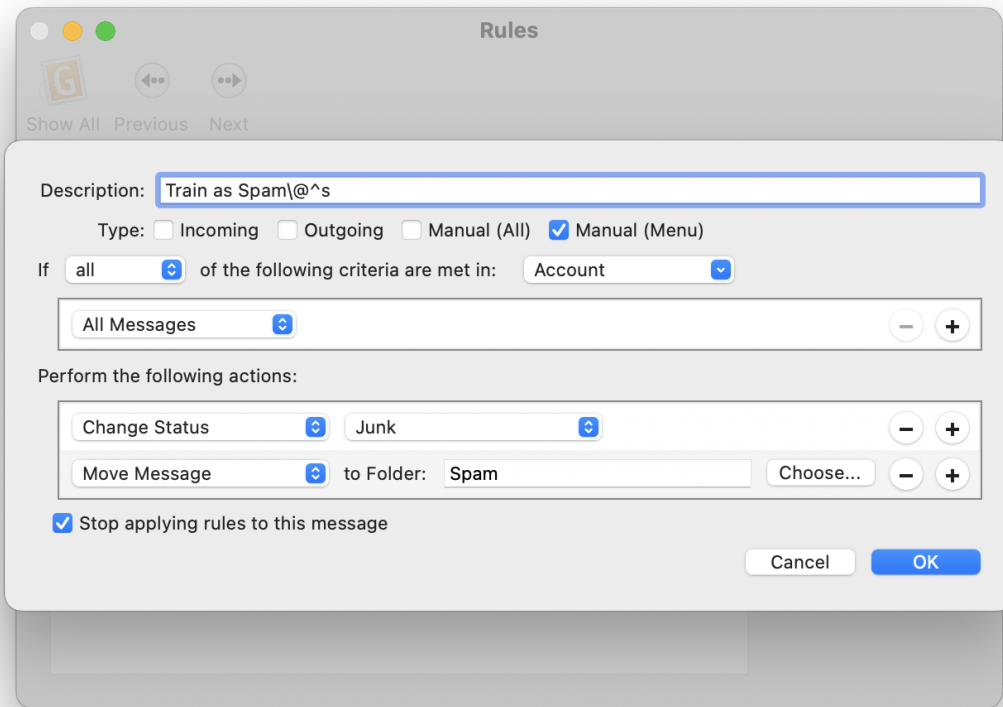 Rules
G
Show All Previous Next
Description: Train as Spam\@^s
Type: Incoming Outgoing Manual (All) Manual (Menu)
If all of the following criteria are met in: Account
All Messages
Perform the following actions:
Change Status Junk
Move Message to Folder: Spam Choose...
Stop applying rules to this message
Cancel OK